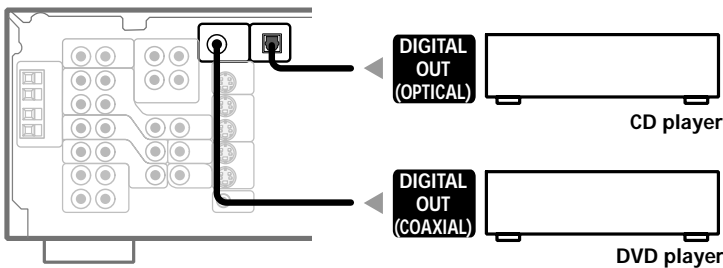 DIGITAL
OUT
(OPTICAL)
CD player
DIGITAL
OUT
(COAXIAL)
DVD player